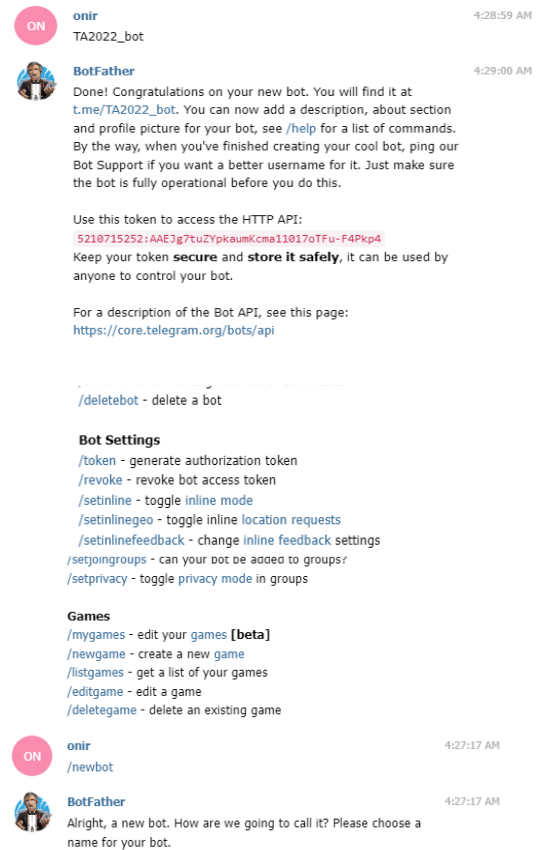 onir
4:28:59 AM
ON
TA2022_bot
BotFather
4:29:00 AM
Done! Congratulations on your new bot. You will find it at
t.me/TA2022_bot. You can now add a description, about section
and profile picture for your bot, see /help for a list of commands.
By the way, when you've finished creating your cool bot, ping our
Bot Support if you want a better username for it. Just make sure
the bot is fully operational before you do this.
Use this token to access the HTTP API:
5210715252:AAEJg7tuZYpkaumKcma11017oTFu-F4Pkp4
Keep your token secure and store it safely, it can be used by
anyone to control your bot.
For a description of the Bot API, see this page:
https://core.telegram.org/bots/api
/deletebot - delete a bot
Bot Settings
/token - generate authorization token
/revoke - revoke bot access token
/setinline - toggle inline mode
/setinlinegeo - toggle inline location requests
/setinlinefeedback - change inline feedback settings
/setjoingroups - can your bot be added to groups?
/setprivacy - toggle privacy mode in groups
Games
/mygames - edit your games [beta]
/newgame - create a new game
/listgames - get a list of your games
/editgame - edit a game
/deletegame - delete an existing game
onir
4:27:17 AM
ON
/newbot
BotFather
4:27:17 AM
Alright, a new bot. How are we going to call it? Please choose a
name for your bot.